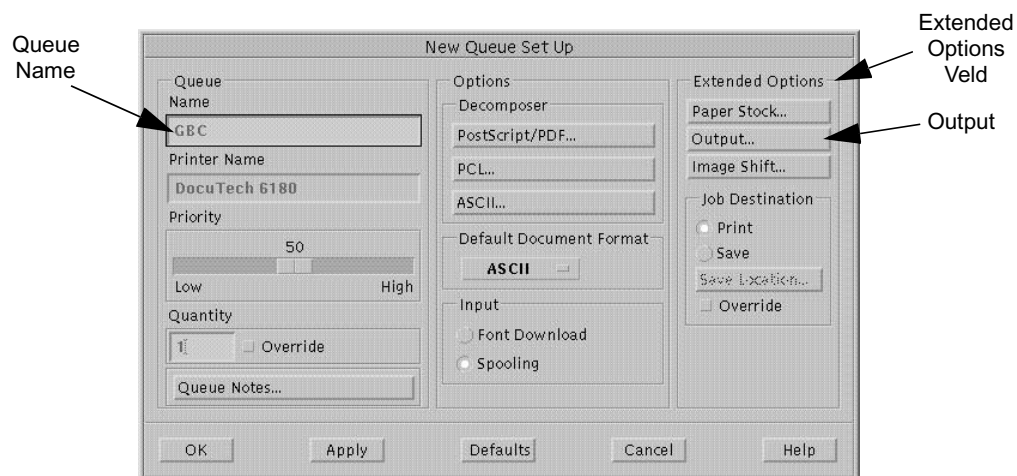 Queue
Name
Extended
Options
Veld
Output
New Queue Set Up
Queue
Name
GBC
Printer Name
DocuTech 6180
Priority
50
Low High
Quantity
1 Override
Queue Notes...
Options
Decomposer
PostScript/PDF...
PCL...
ASCII...
Default Document Format
ASCII
Input
Font Download
Spooling
Extended Options
Paper Stock...
Output...
Image Shift...
Job Destination
Print
Save
Save Location...
Override
OK Apply Defaults Cancel Help